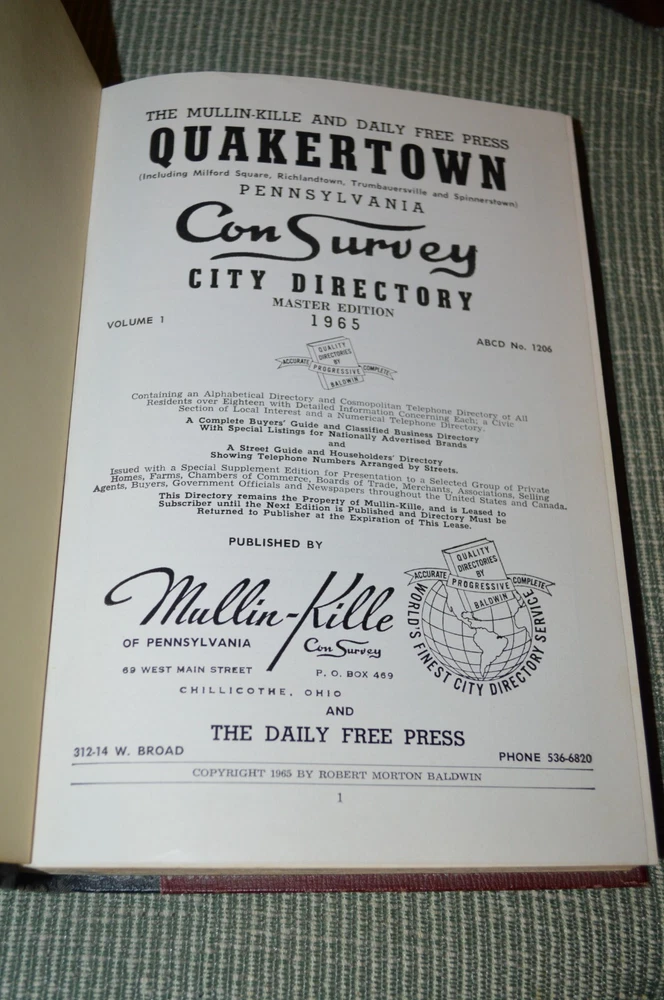 THE MULLIN-KILLE AND DAILY FREE PRESS
QUAKERTOWN
(Including Milford Square, Richlandtown, Trumbauersville and Spinnerstown)
PENNSYLVANIA
ConSurvey
CITY DIRECTORY
MASTER EDITION
VOLUME 1
1965
ABCD No. 1206
QUALITY
DIRECTORIES
BY
ACCURATE PROGRESSIVE COMPLETE
BALDWIN
Containing an Alphabetical Directory and Cosmopolitan Telephone Directory of All
Residents over Eighteen with Detailed Information Concerning Each; a Civic
Section of Local Interest and a Numerical Telephone Directory.
A Complete Buyers' Guide and Classified Business Directory
With Special Listings for Nationally Advertised Brands
and
A Street Guide and Householders' Directory
Showing Telephone Numbers Arranged by Streets.
Issued with a Special Supplement Edition for Presentation to a Selected Group of Private
Homes, Farms, Chambers of Commerce, Boards of Trade, Merchants, Associations, Selling
Agents, Buyers, Government Officials and Newspapers throughout the United States and Canada.
This Directory remains the Property of Mullin-Kille, and is Leased to
Subscriber until the Next Edition is Published and Directory Must be
Returned to Publisher at the Expiration of This Lease.
PUBLISHED BY
Mullin-Kille
OF PENNSYLVANIA
ConSurvey
69 WEST MAIN STREET
P. O. BOX 469
CHILLICOTHE, OHIO
QUALITY
DIRECTORIES
BY
ACCURATE PROGRESSIVE COMPLETE
BALDWIN
WORLD'S FINEST CITY DIRECTORY SERVICE
AND
THE DAILY FREE PRESS
312-14 W. BROAD
PHONE 536-6820
COPYRIGHT 1965 BY ROBERT MORTON BALDWIN
1